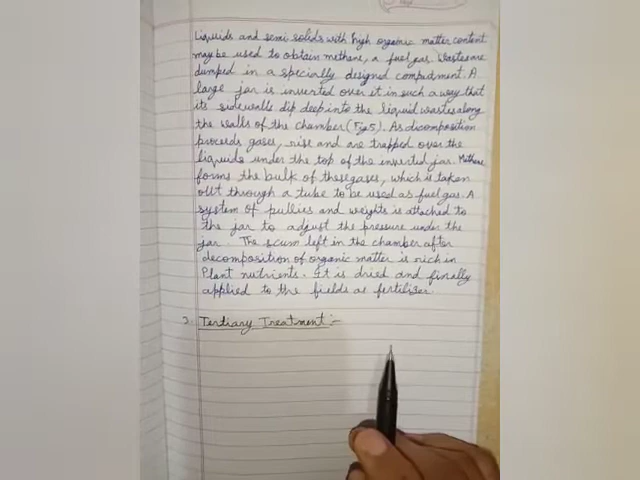 Liquids and semi solids with high organic matter content
may be used to obtain methane, a fuel gas. Wastes are
dumped in a specially designed compartment. A
large jar is inverted over it in such a way that
its sidewalls dip deep into the liquid wastes along
the walls of the chamber (Fig 5). As discomposition
proceeds gases, rise and are trapped over the
liquids under the top of the inverted jar. Methane
forms the bulk of these gases, which is taken
out through a tube to be used as fuel gas. A
system of pullies and weights is attached to
the jar to adjust the pressure under the
jar. The scum left in the chamber after
decomposition of organic matter is rich in
Plant nutrients. It is dried and finally
applied to the fields as fertilizer.
3. Tertiary Treatment :-